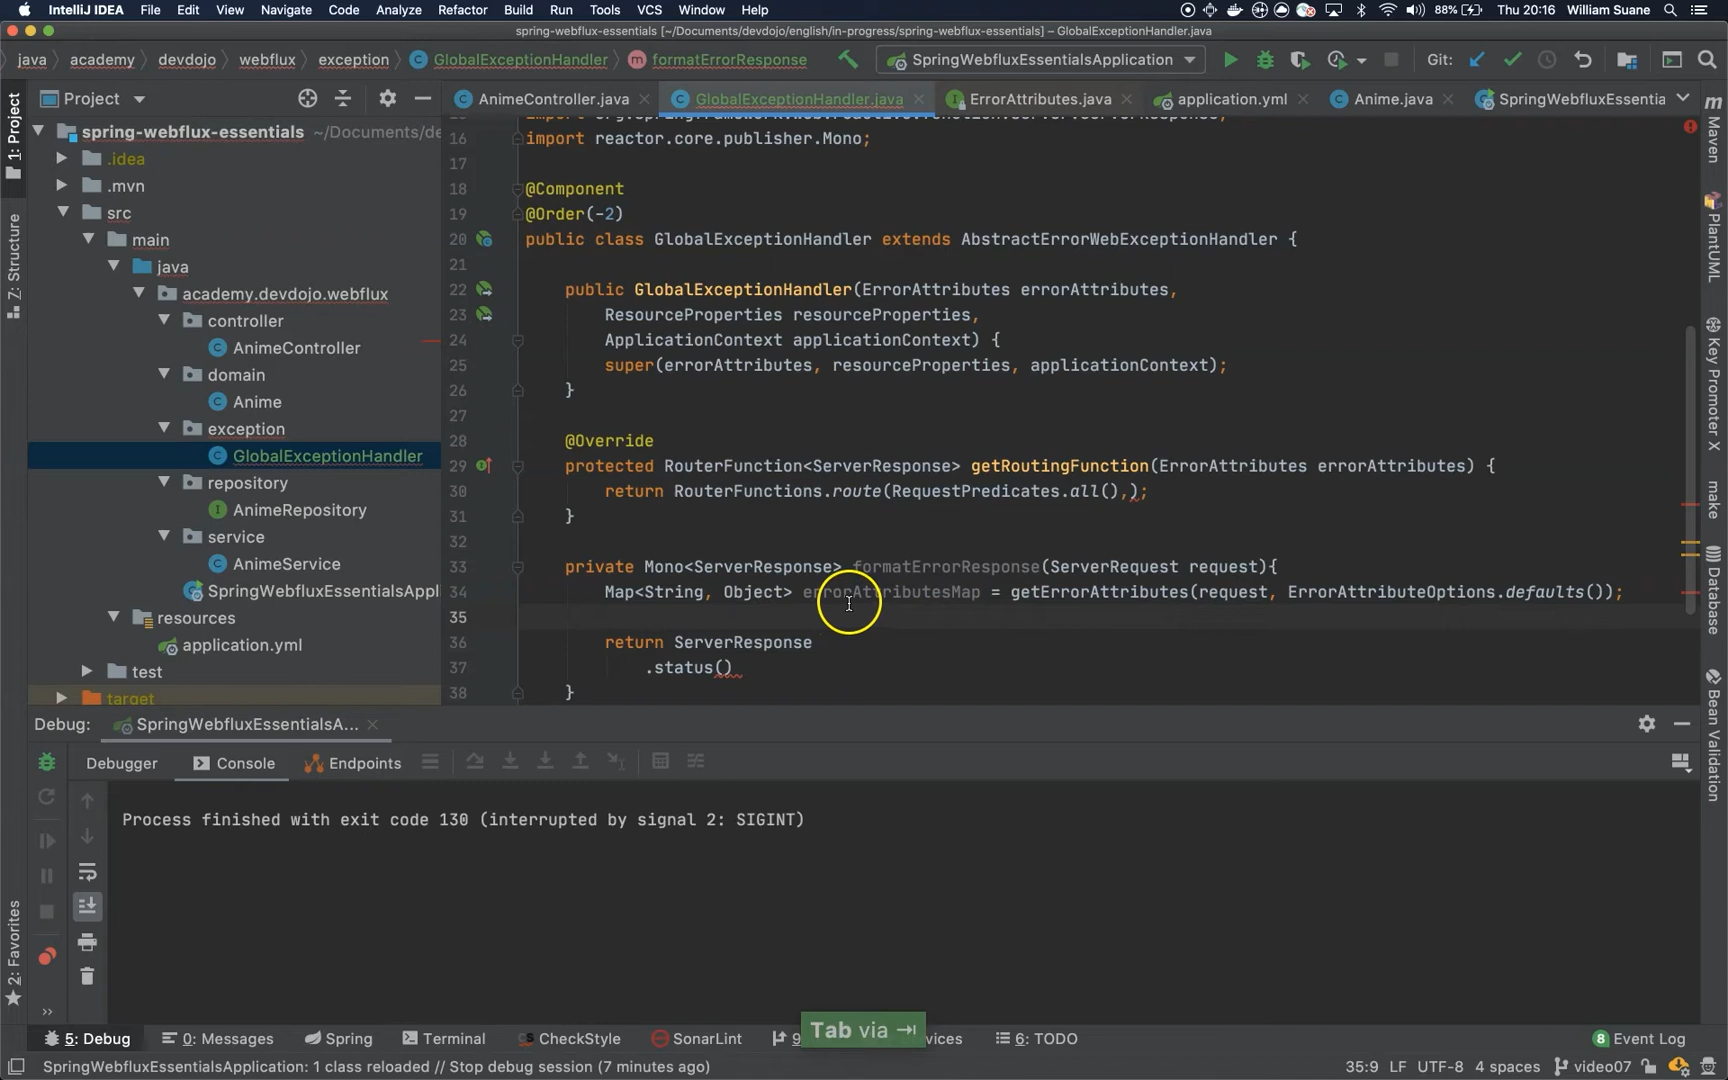 IntelliJ IDEA File Edit View Navigate Code Analyze Refactor Build Run Tools VCS Window Help 88% Thu 20:16 William Suane
spring-webflux-essentials [~/Documents/devdojo/english/in-progress/spring-webflux-essentials] – GlobalExceptionHandler.java
java academy devdojo webflux exception GlobalExceptionHandler formatErrorResponse SpringWebfluxEssentialsApplication Git:
Project AnimeController.java GlobalExceptionHandler.java ErrorAttributes.java application.yml Anime.java SpringWebfluxEssentia
1: Project
Z: Structure
2: Favorites
spring-webflux-essentials ~/Documents/de
.idea
.mvn
src
main
java
academy.devdojo.webflux
controller
AnimeController
domain
Anime
exception
GlobalExceptionHandler
repository
AnimeRepository
service
AnimeService
SpringWebfluxEssentialsAppl
resources
application.yml
test
target
16 import reactor.core.publisher.Mono;
17
18 @Component
19 @Order(-2)
20 public class GlobalExceptionHandler extends AbstractErrorWebExceptionHandler {
21
22 public GlobalExceptionHandler(ErrorAttributes errorAttributes,
23 ResourceProperties resourceProperties,
24 ApplicationContext applicationContext) {
25 super(errorAttributes, resourceProperties, applicationContext);
26 }
27
28 @Override
29 protected RouterFunction<ServerResponse> getRoutingFunction(ErrorAttributes errorAttributes) {
30 return RouterFunctions.route(RequestPredicates.all(),);
31 }
32
33 private Mono<ServerResponse> formatErrorResponse(ServerRequest request){
34 Map<String, Object> errorAttributesMap = getErrorAttributes(request, ErrorAttributeOptions.defaults());
35
36 return ServerResponse
37 .status()
38 }
Maven
PlantUML
Key Promoter X
make
Database
Bean Validation
Debug: SpringWebfluxEssentialsA...
Debugger Console Endpoints
Process finished with exit code 130 (interrupted by signal 2: SIGINT)
Tab via ⇥
5: Debug 0: Messages Spring Terminal CheckStyle SonarLint 9 vices 6: TODO 8 Event Log
SpringWebfluxEssentialsApplication: 1 class reloaded // Stop debug session (7 minutes ago) 35:9 LF UTF-8 4 spaces video07